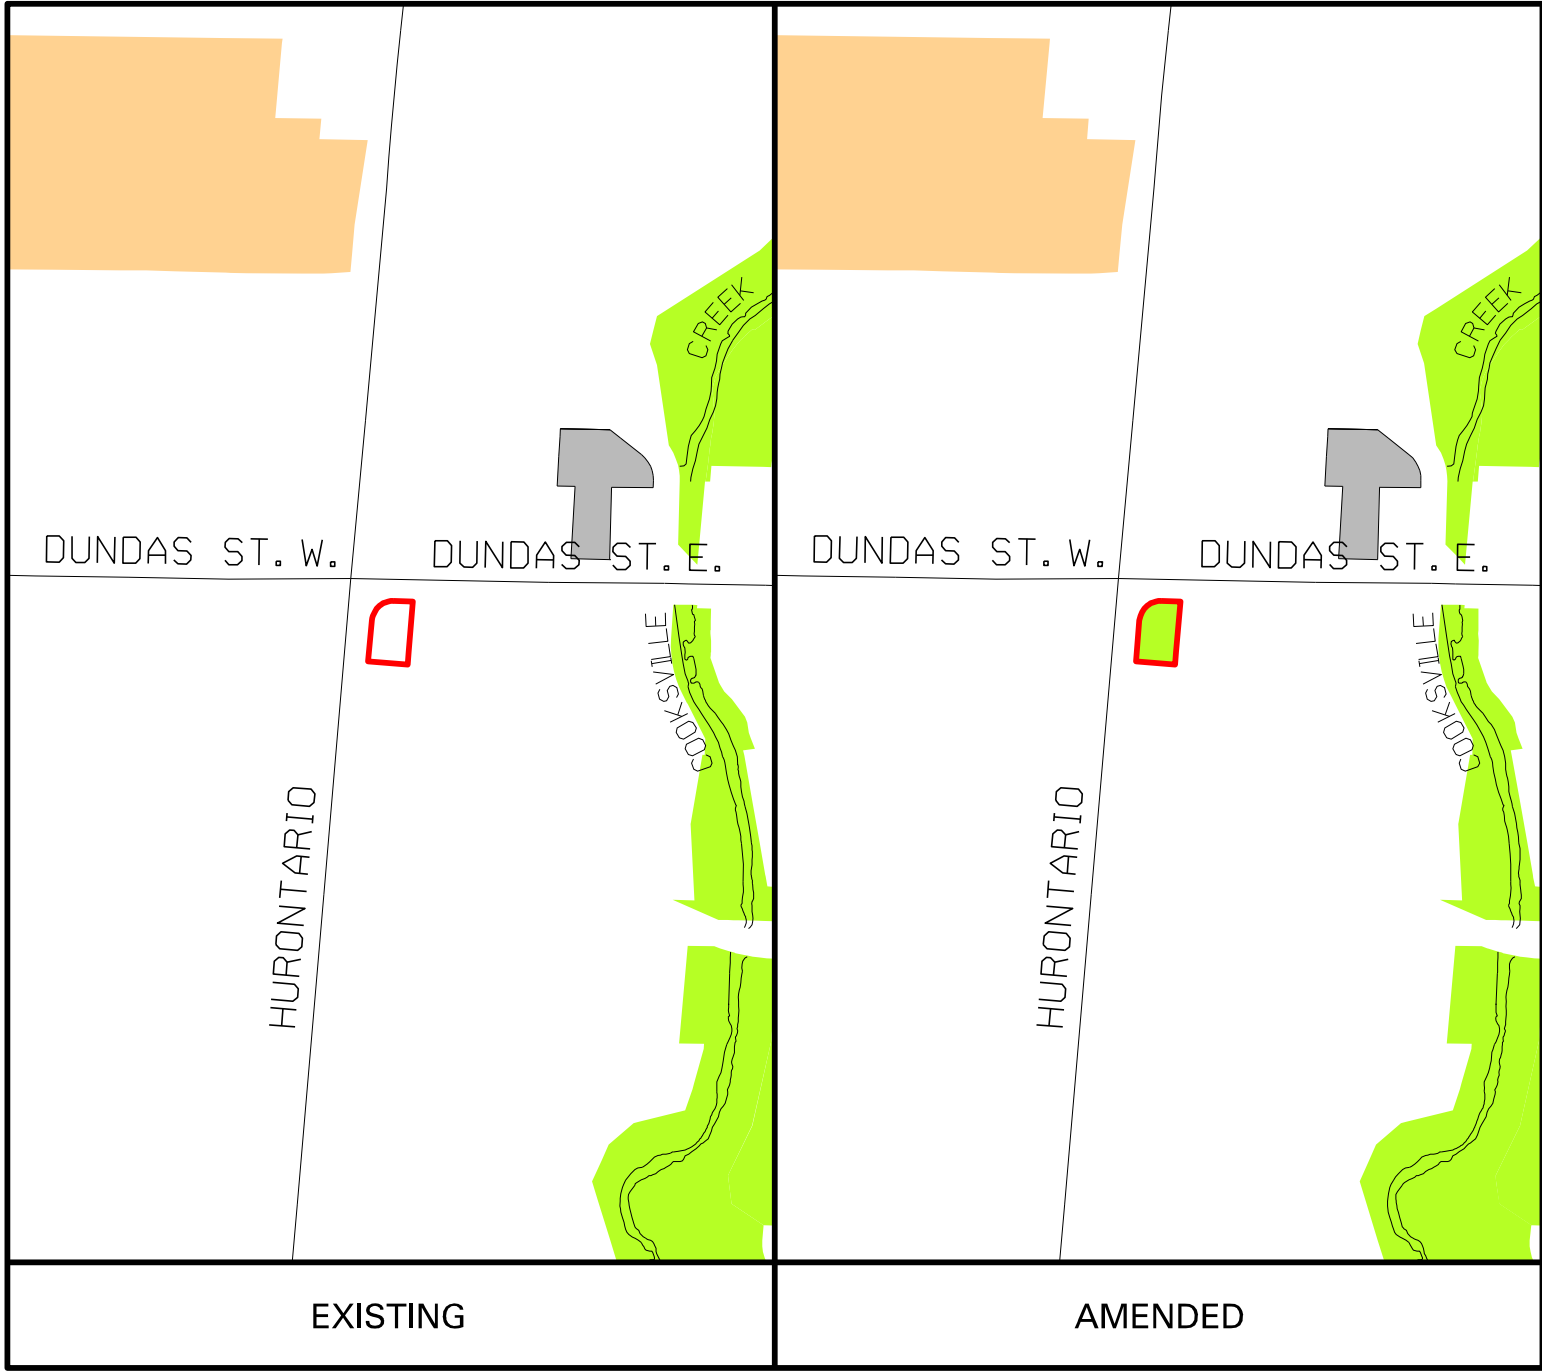 CREEK
DUNDAS ST. W.
DUNDAS ST. E.
COOKSVILLE
HURONTARIO
EXISTING
CREEK
DUNDAS ST. W.
DUNDAS ST. E.
COOKSVILLE
HURONTARIO
AMENDED